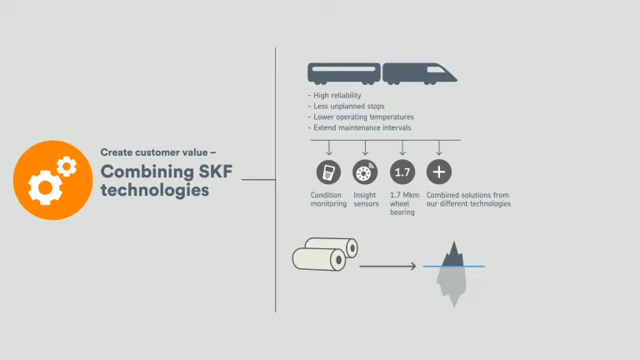 Create customer value –
Combining SKF
technologies
- High reliability
- Less unplanned stops
- Lower operating temperatures
- Extend maintenance intervals
1.7
Condition
monitoring
Insight
sensors
1.7 Mkm
wheel
bearing
Combined solutions from
our different technologies